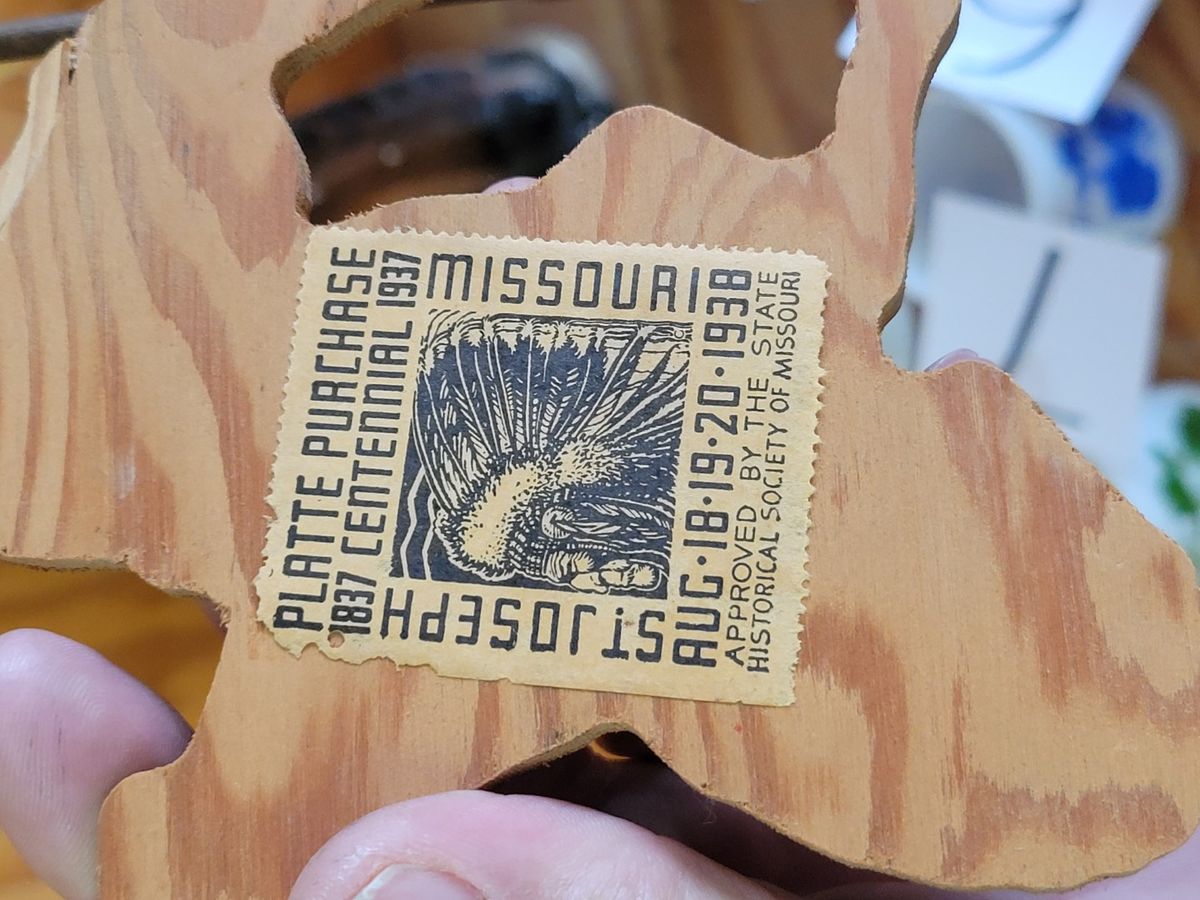 PLATTE PURCHASE
1837 CENTENNIAL 1937
ST JOSEPH
MISSOURI
AUG·18·19·20·1938
APPROVED BY THE STATE
HISTORICAL SOCIETY OF MISSOURI